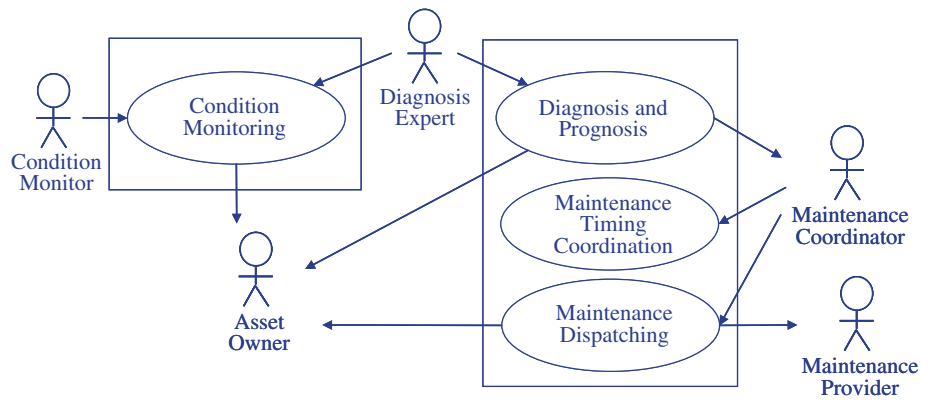 Condition
Monitoring
Diagnosis
Expert
Diagnosis and
Prognosis
Condition
Monitor
Maintenance
Timing
Coordination
Maintenance
Coordinator
Asset
Owner
Maintenance
Dispatching
Maintenance
Provider